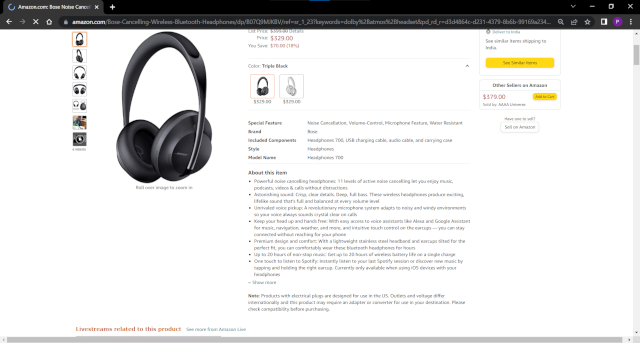 Amazon.com: Bose Noise Cancel
amazon.com/Bose-Cancelling-Wireless-Bluetooth-Headphones/dp/B07Q9MJKBV/ref=sr_1_23?keywords=dolby%2Batmos%2Bheadset&psd_nl_r=d13d4864c-d231-4379-8b6b-99169a234...
List Price: $399.00 Details
Price: $329.00
You Save: $70.00 (18%)
Color: Triple Black
$329.00 $329.00
Special Feature Noise Cancellation, Volume-Control, Microphone Feature, Water Resistant
Brand Bose
Included Components Headphones 700, USB charging cable, audio cable, and carrying case
Style Headphones
Model Name Headphones 700
About this item
• Powerful noise cancelling headphones: 11 levels of active noise cancelling let you enjoy music,
podcasts, videos & calls without distractions
• Astonishing sound: Crisp, clear details. Deep, full bass. These wireless headphones produce exciting,
lifelike sound that's full and balanced at every volume level
• Unrivaled voice pickup: A revolutionary microphone system adapts to noisy and windy environments
so your voice always sounds crystal clear on calls
• Keep your head up and hands free: With easy access to voice assistants like Alexa and Google Assistant
for music, navigation, weather, and more, and intuitive touch control on the earcups — you can stay
connected without reaching for your phone
• Premium design and comfort: With a lightweight stainless steel headband and earcups tilted for the
perfect fit, you can comfortably wear these bluetooth headphones for hours
• Up to 20 hours of non-stop music: Get up to 20 hours of wireless battery life on a single charge
• One touch to listen to Spotify: Instantly listen to your last Spotify session or discover new music by
tapping and holding the right earcup. Currently only available when using iOS devices with your
headphones
Show more
Note: Products with electrical plugs are designed for use in the US. Outlets and voltage differ
internationally and this product may require an adapter or converter for use in your destination. Please
check compatibility before purchasing.
Roll over image to zoom in
BOSE
Deliver to India
See similar items shipping to
India.
See Similar Items
Other Sellers on Amazon
$379.00 Add to Cart
Sold by: AAAA Universe
Have one to sell?
Sell on Amazon
Livestreams related to this product See more from Amazon Live